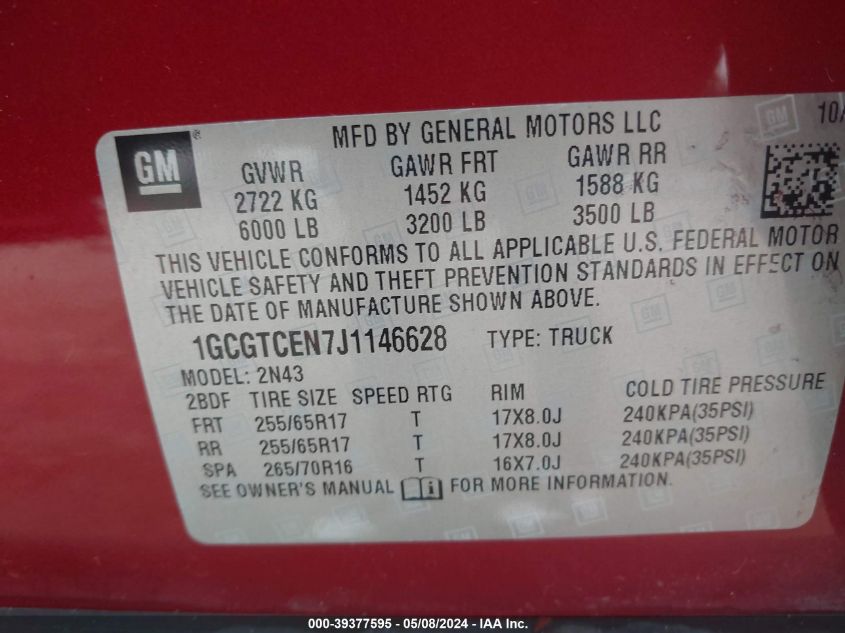 MFD BY GENERAL MOTORS LLC 10/
GM®
GVWR GAWR FRT GAWR RR
2722 KG 1452 KG 1588 KG
6000 LB 3200 LB 3500 LB
THIS VEHICLE CONFORMS TO ALL APPLICABLE U.S. FEDERAL MOTOR
VEHICLE SAFETY AND THEFT PREVENTION STANDARDS IN EFFECT ON
THE DATE OF MANUFACTURE SHOWN ABOVE.
1GCGTCEN7J1146628 TYPE: TRUCK
MODEL: 2N43
2BDF TIRE SIZE SPEED RTG RIM COLD TIRE PRESSURE
FRT 255/65R17 T 17X8.0J 240KPA(35PSI)
RR 255/65R17 T 17X8.0J 240KPA(35PSI)
SPA 265/70R16 T 16X7.0J 240KPA(35PSI)
SEE OWNER'S MANUAL FOR MORE INFORMATION.
000-39377595 - 05/08/2024 - IAA Inc.